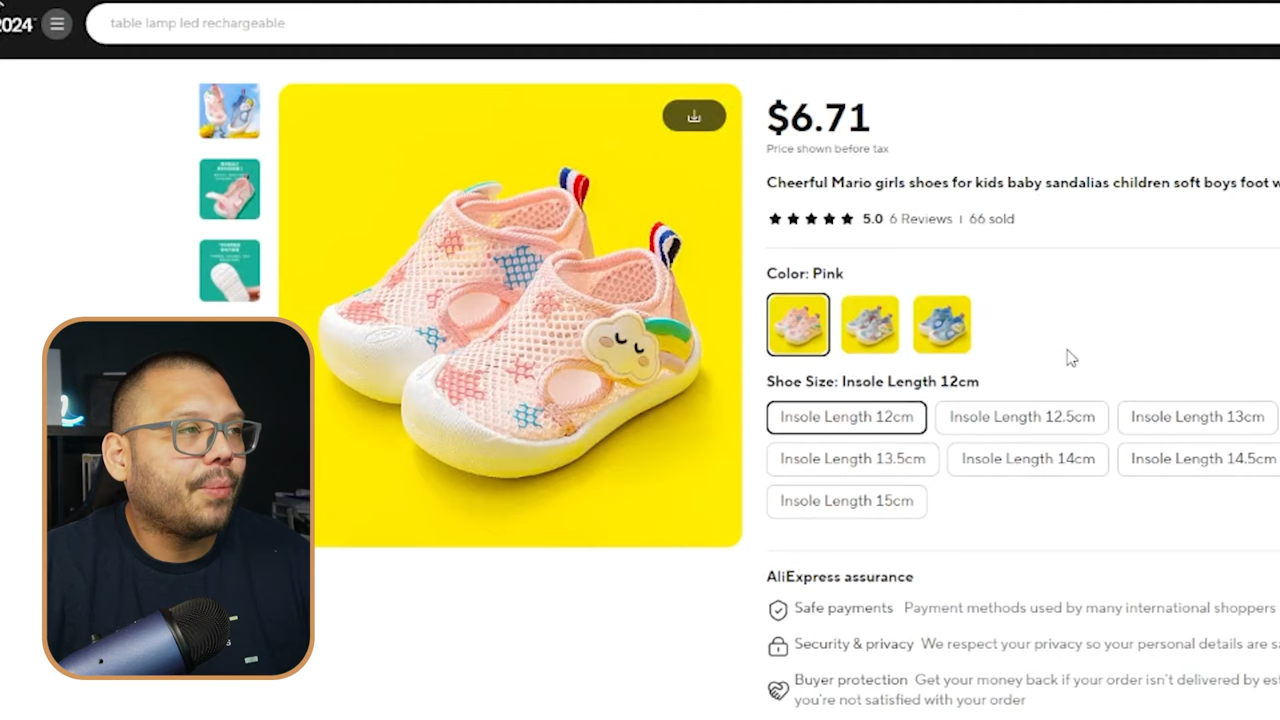 2024
table lamp led rechargeable
$6.71
Price shown before tax
Cheerful Mario girls shoes for kids baby sandalias children soft boys foot w
5.0 6 Reviews | 66 sold
Color: Pink
Shoe Size: Insole Length 12cm
Insole Length 12cm Insole Length 12.5cm Insole Length 13cm
Insole Length 13.5cm Insole Length 14cm Insole Length 14.5cm
Insole Length 15cm
AliExpress assurance
Safe payments Payment methods used by many international shoppers
Security & privacy We respect your privacy so your personal details are sa
Buyer protection Get your money back if your order isn't delivered by est
you're not satisfied with your order